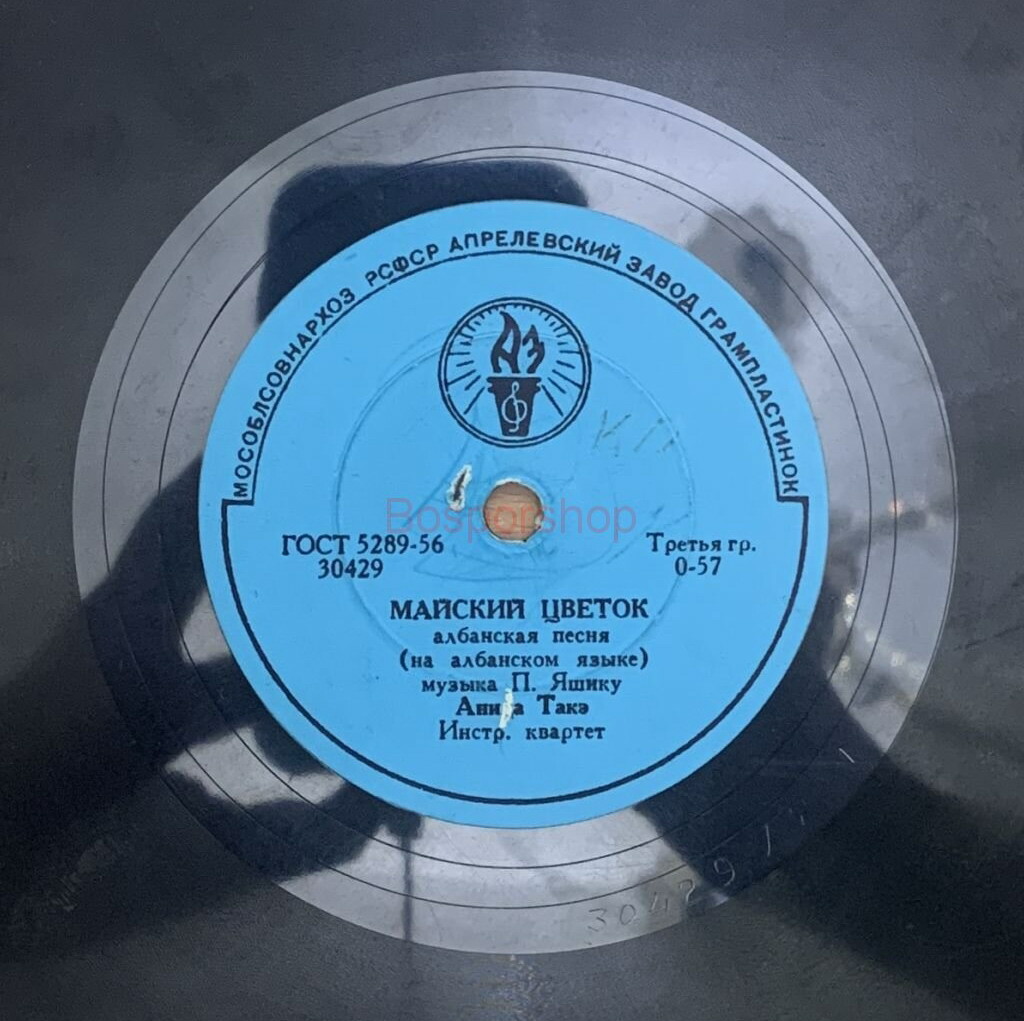 МОСОБЛСОВНАРХОЗ РСФСР АПРЕЛЕВСКИЙ ЗАВОД ГРАМПЛАСТИНОК
АЗ
Bosporshop
ГОСТ 5289-56
30429
Третья гр.
0-57
МАЙСКИЙ ЦВЕТОК
албанская песня
(на албанском языке)
музыка П. Яшику
Такэ
Инстр. квартет
30429/1